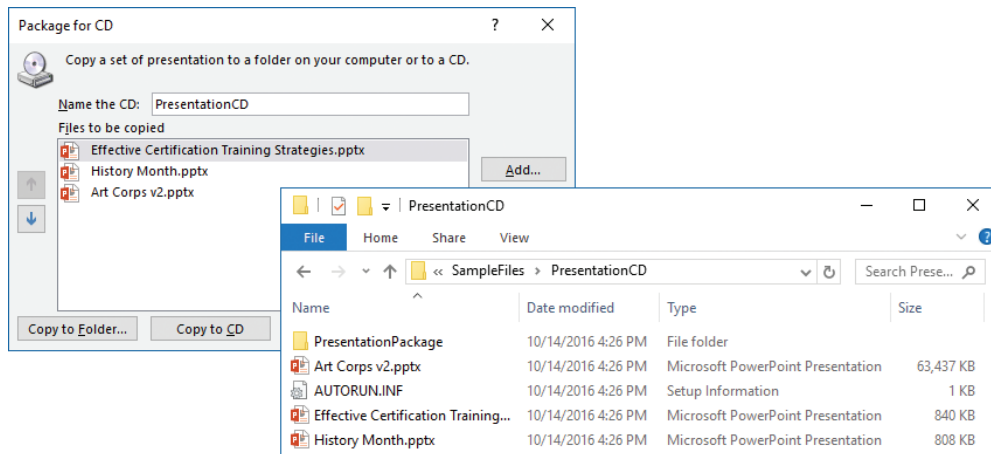 Package for CD ? ×
Copy a set of presentation to a folder on your computer or to a CD.
Name the CD: PresentationCD
Files to be copied
Effective Certification Training Strategies.pptx
History Month.pptx
Art Corps v2.pptx
Add...
Copy to Folder...
Copy to CD
PresentationCD
File Home Share View ?
« SampleFiles > PresentationCD Search Prese...
Name Date modified Type Size
PresentationPackage 10/14/2016 4:26 PM File folder
Art Corps v2.pptx 10/14/2016 4:26 PM Microsoft PowerPoint Presentation 63,437 KB
AUTORUN.INF 10/14/2016 4:26 PM Setup Information 1 KB
Effective Certification Training... 10/14/2016 4:26 PM Microsoft PowerPoint Presentation 840 KB
History Month.pptx 10/14/2016 4:26 PM Microsoft PowerPoint Presentation 808 KB